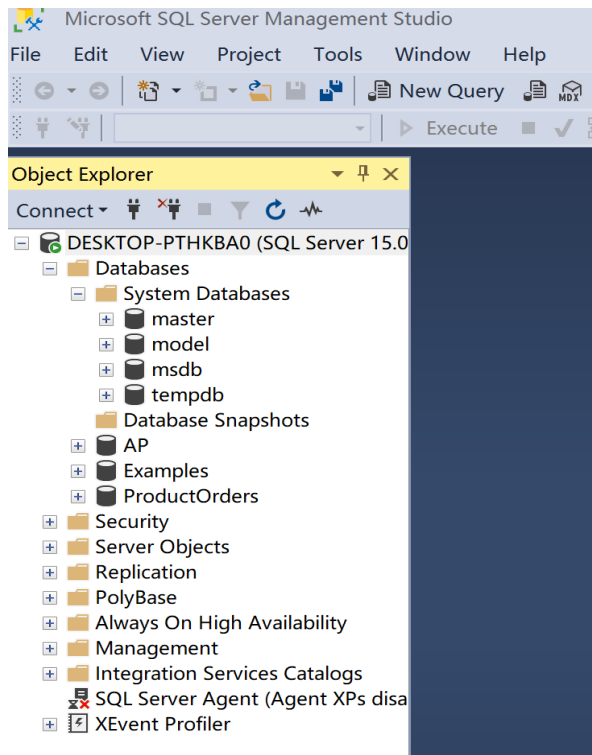 Microsoft SQL Server Management Studio
File Edit View Project Tools Window Help
New Query MDX
Execute
Object Explorer
Connect
DESKTOP-PTHKBA0 (SQL Server 15.0
Databases
System Databases
master
model
msdb
tempdb
Database Snapshots
AP
Examples
ProductOrders
Security
Server Objects
Replication
PolyBase
Always On High Availability
Management
Integration Services Catalogs
SQL Server Agent (Agent XPs disa
XEvent Profiler